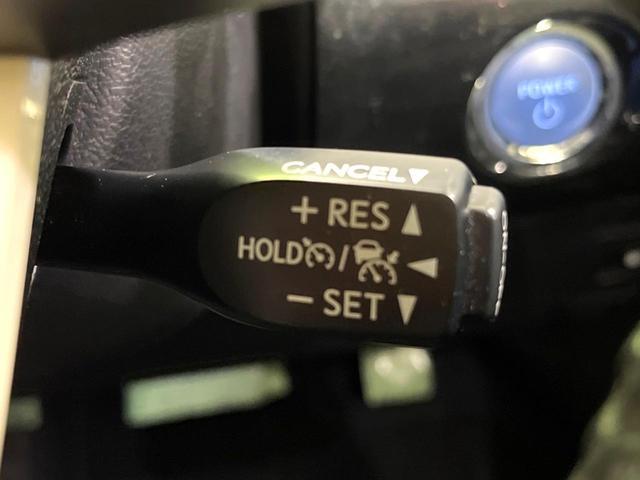 POWER
CANCEL▼
+ RES ▲
HOLD / ◄
− SET ▼